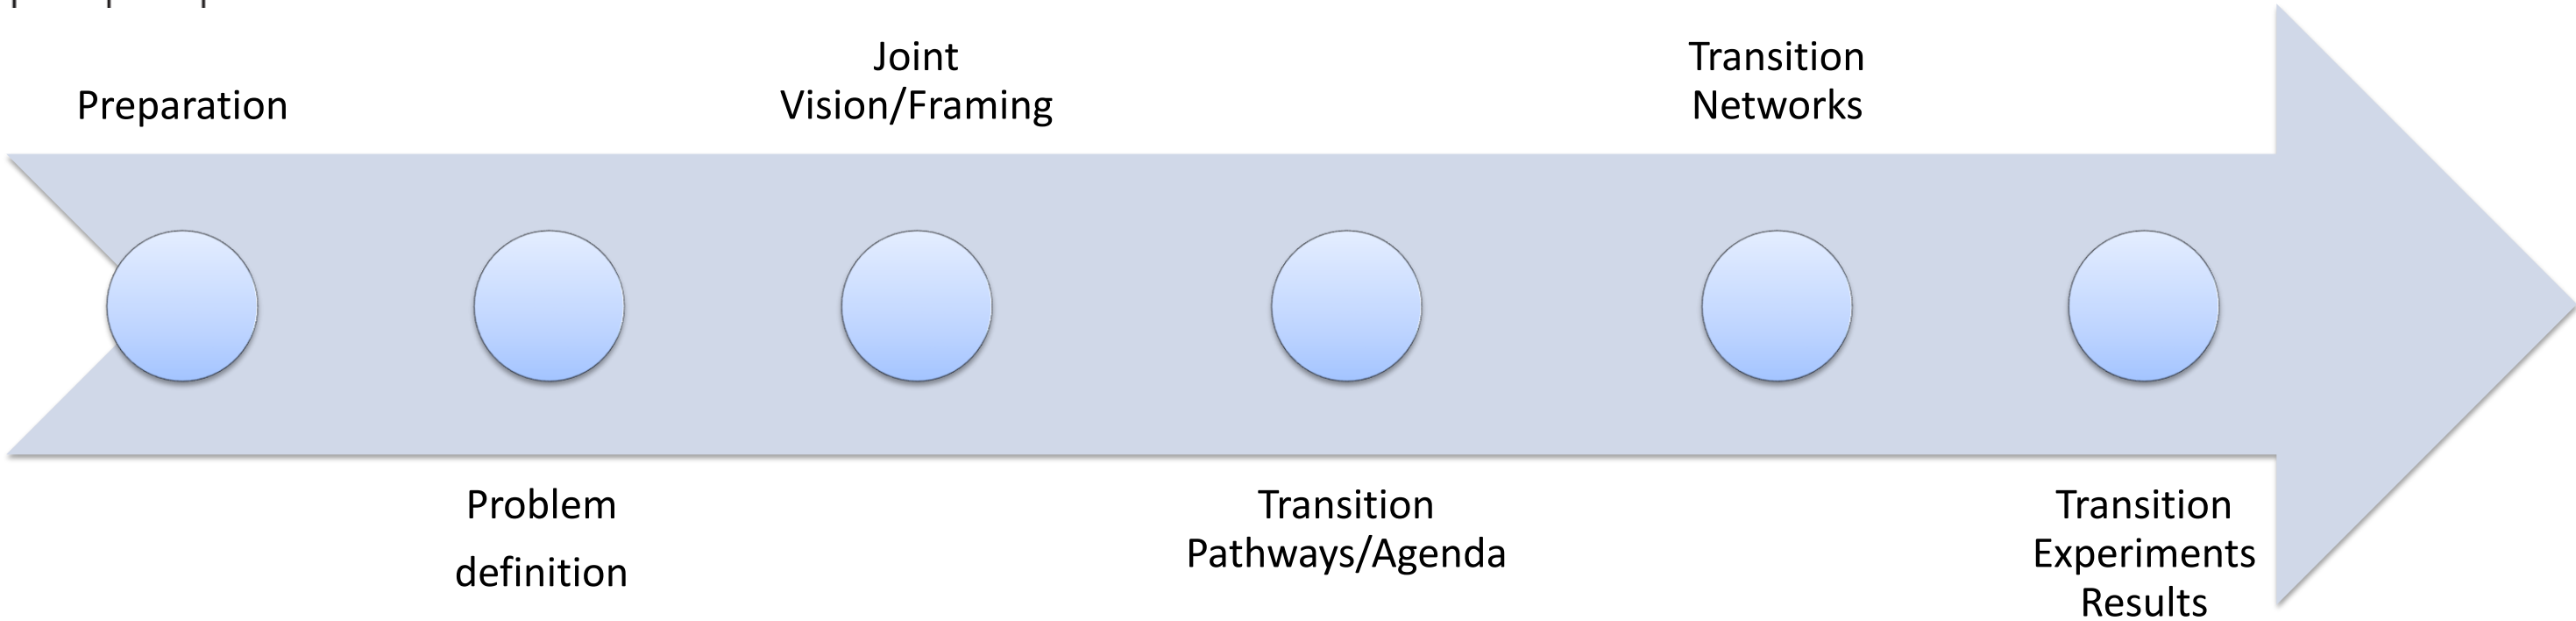 Preparation
Problem
definition
Joint
Vision/Framing
Transition
Pathways/Agenda
Transition
Networks
Transition
Experiments
Results